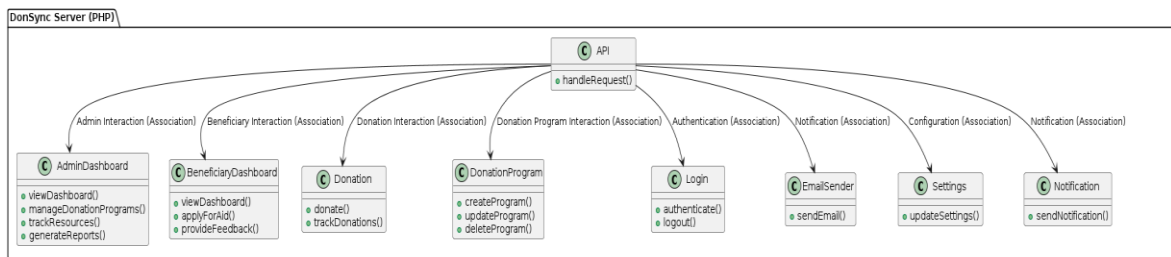 DonSync Server (PHP)
C API
handleRequest()
Admin Interaction (Association)
Beneficiary Interaction (Association)
Donation Interaction (Association)
Donation Program Interaction (Association)
Authentication (Association)
Notification (Association)
Configuration (Association)
Notification (Association)
C AdminDashboard
viewDashboard()
manageDonationPrograms()
trackResources()
generateReports()
C BeneficiaryDashboard
viewDashboard()
applyForAid()
provideFeedback()
C Donation
donate()
trackDonations()
C DonationProgram
createProgram()
updateProgram()
deleteProgram()
C Login
authenticate()
logout()
C EmailSender
sendEmail()
C Settings
updateSettings()
C Notification
sendNotification()